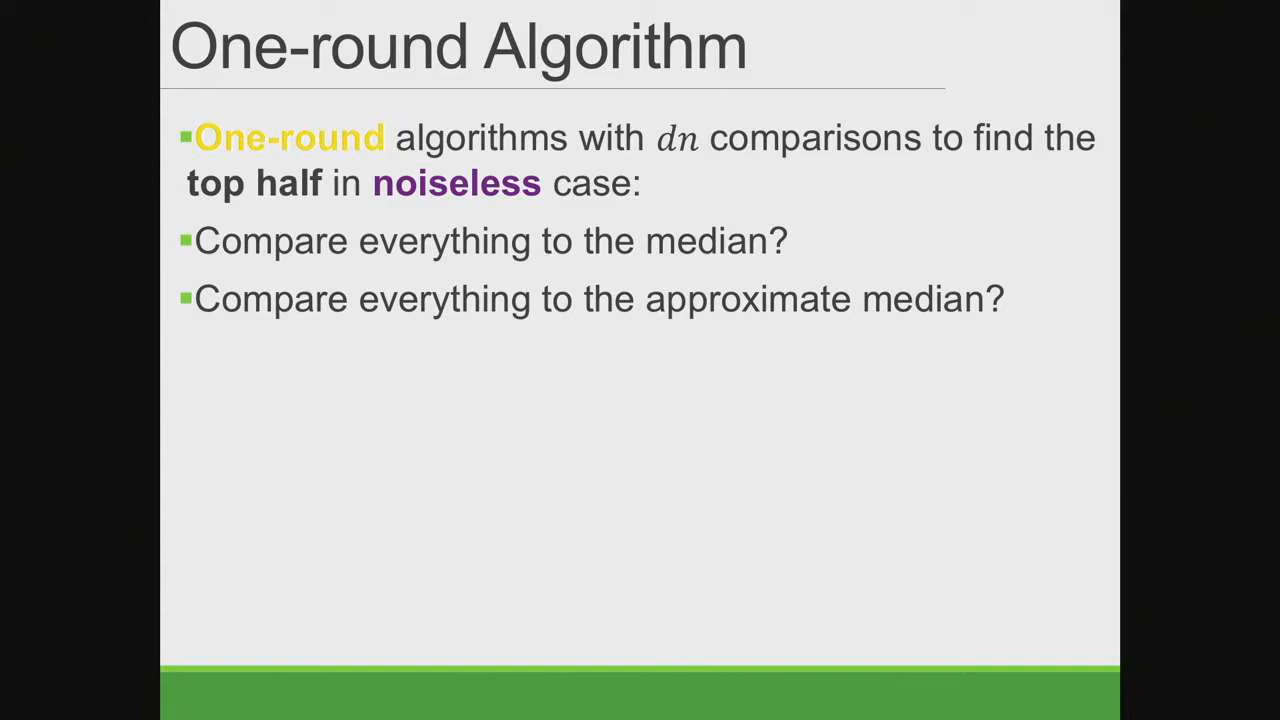 One-round Algorithm
▪One-round algorithms with dn comparisons to find the
top half in noiseless case:
▪Compare everything to the median?
▪Compare everything to the approximate median?